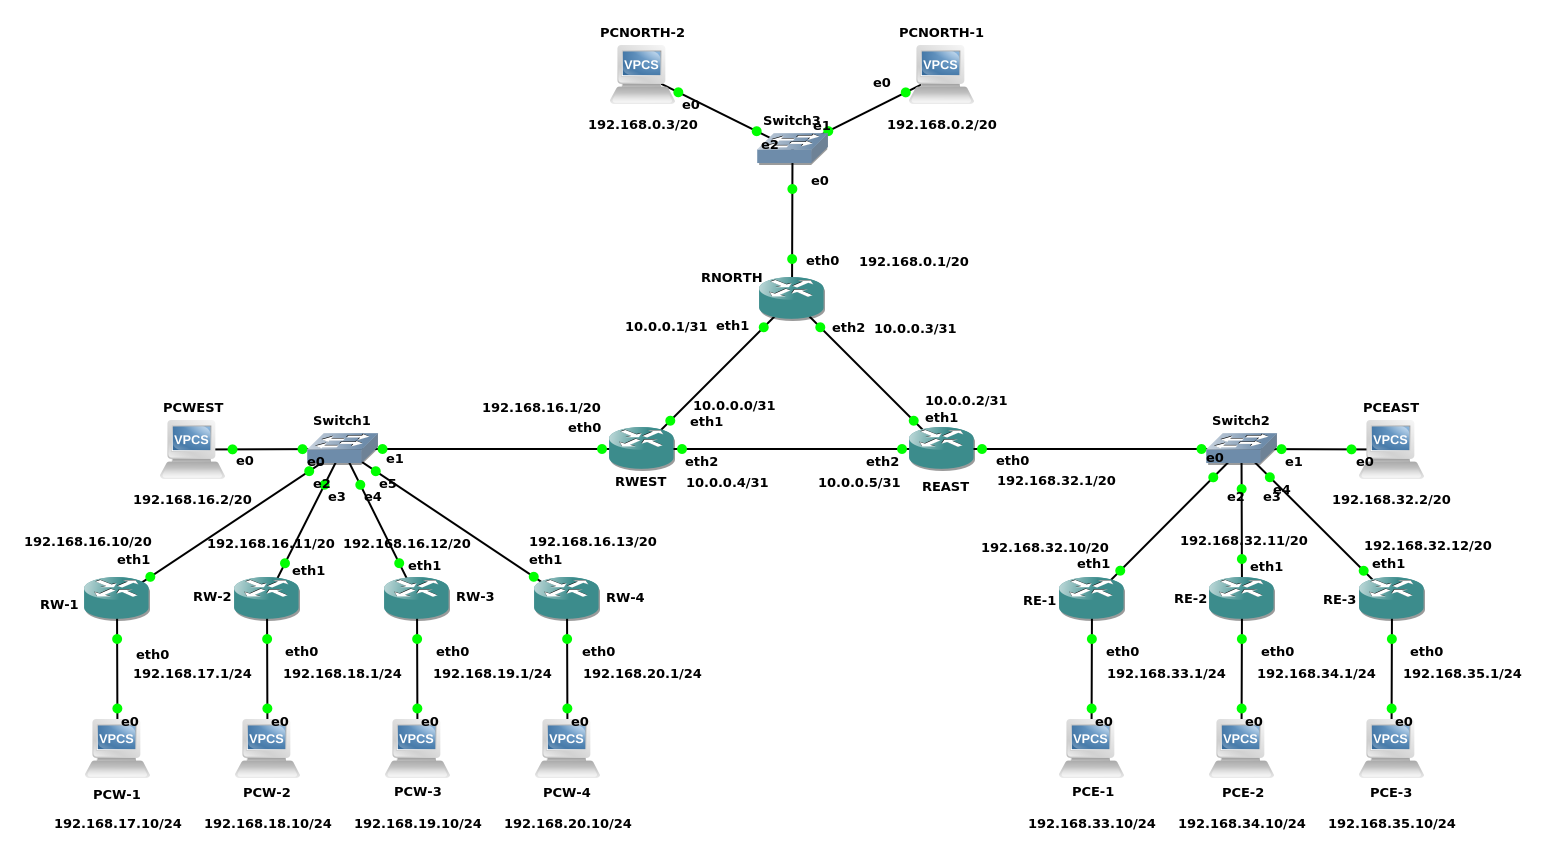 PCNORTH-2
PCNORTH-1
VPCS
VPCS
e0
e0
192.168.0.3/20
Switch3
e1
192.168.0.2/20
e2
e0
eth0
192.168.0.1/20
RNORTH
10.0.0.1/31
eth1
eth2
10.0.0.3/31
PCWEST
Switch1
192.168.16.1/20
eth0
10.0.0.0/31
eth1
10.0.0.2/31
eth1
Switch2
PCEAST
VPCS
e0
e0
e1
eth2
RWEST
10.0.0.4/31
eth2
10.0.0.5/31
REAST
eth0
192.168.32.1/20
e0
e1
e0
VPCS
192.168.16.2/20
e2
e3
e4
e5
e2
e3
e4
192.168.32.2/20
192.168.16.10/20
eth1
192.168.16.11/20
eth1
192.168.16.12/20
eth1
192.168.16.13/20
eth1
192.168.32.10/20
eth1
192.168.32.11/20
eth1
192.168.32.12/20
eth1
RW-1
RW-2
RW-3
RW-4
RE-1
RE-2
RE-3
eth0
192.168.17.1/24
eth0
192.168.18.1/24
eth0
192.168.19.1/24
eth0
192.168.20.1/24
eth0
192.168.33.1/24
eth0
192.168.34.1/24
eth0
192.168.35.1/24
e0
e0
e0
e0
e0
e0
e0
VPCS
VPCS
VPCS
VPCS
VPCS
VPCS
VPCS
PCW-1
PCW-2
PCW-3
PCW-4
PCE-1
PCE-2
PCE-3
192.168.17.10/24
192.168.18.10/24
192.168.19.10/24
192.168.20.10/24
192.168.33.10/24
192.168.34.10/24
192.168.35.10/24